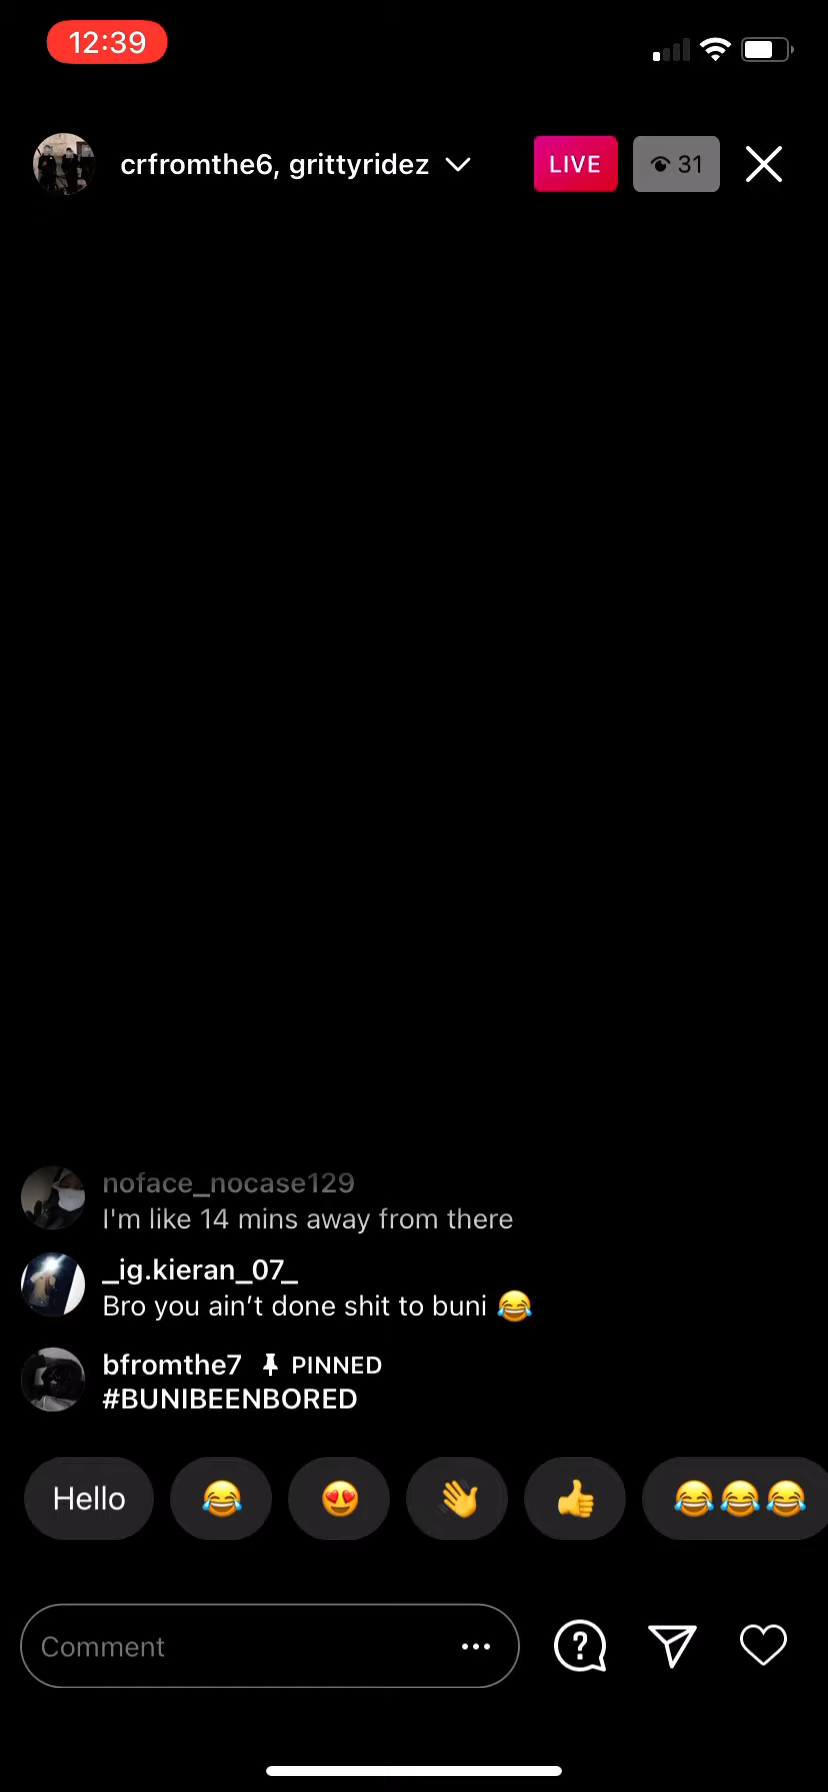 12:39
crfromthe6, grittyridez
LIVE
31
noface_nocase129
I'm like 14 mins away from there
_ig.kieran_07_
Bro you ain’t done shit to buni 😂
bfromthe7 PINNED
#BUNIBEENBORED
Hello 😂 😍 👋 👍 😂😂😂
Comment